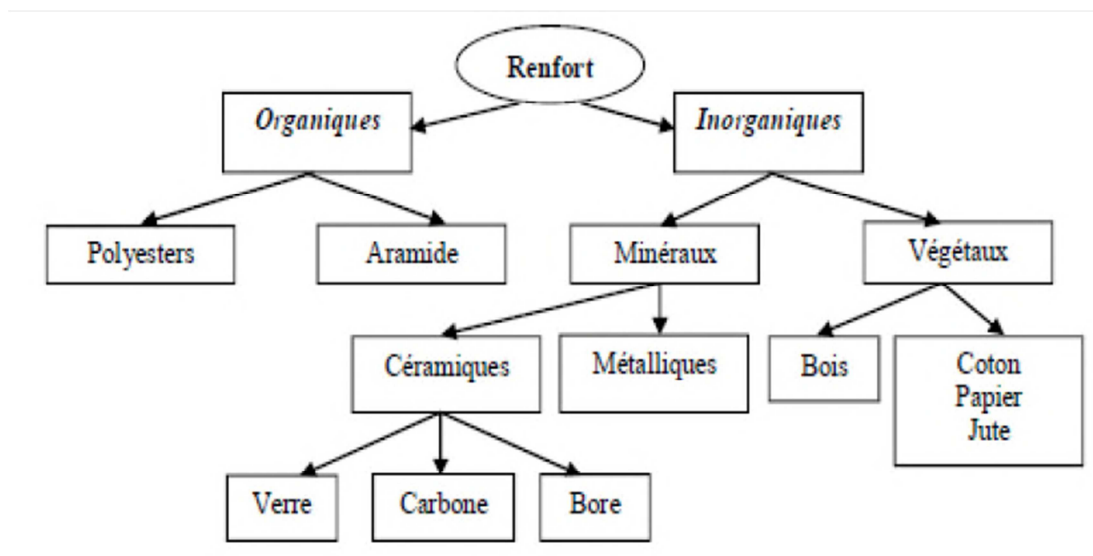 Renfort
Organiques
Inorganiques
Polyesters
Aramide
Minéraux
Végétaux
Céramiques
Métalliques
Bois
Coton
Papier
Jute
Verre
Carbone
Bore